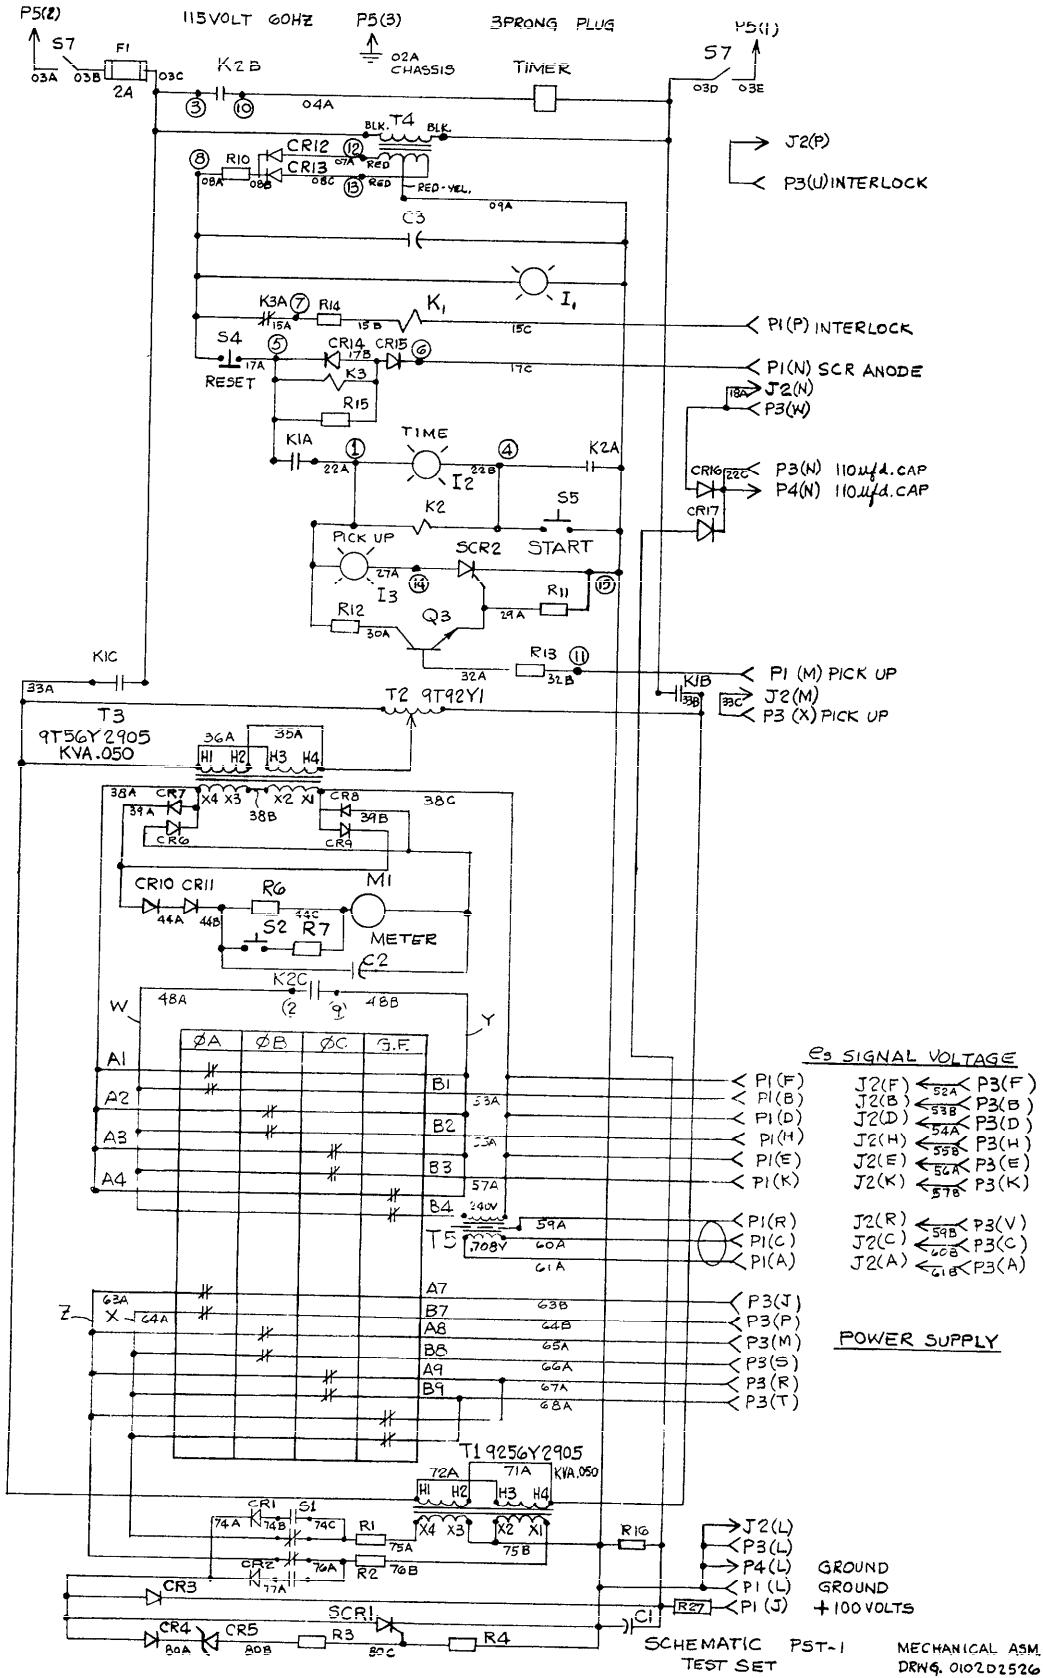 P5(2) 115VOLT 60HZ P5(3) 3PRONG PLUG P5(1)
S7 F1 K2B 02A TIMER S7
CHASSIS
03A 03B 03C 03D 03E
2A 3 10 04A
BLK. T4 BLK.
J2(P)
CR12 12
8 R10 07A RED
CR13
08A 08B 08C 13 RED RED-YEL.
P3(U) INTERLOCK
09A
C3
I1
K3A 7 R14 K1
15A 15B 15C P1(P) INTERLOCK
S4 5 CR14 CR15 6
17A 17B 17C P1(N) SCR ANODE
RESET K3
18A J2(N)
P3(W)
R15
TIME
K1A 1 4 K2A
22A I2 22B
CR16 22C P3(N) 110ufd. CAP
P4(N) 110ufd. CAP
K2 S5 CR17
PICK UP START
SCR2
27A 14 15
I3 R11
R12 Q3 29A
30A
R13 11
K1C 32A 32B P1 (M) PICK UP
33A K1B
33B 33C J2(M)
T2 9T92Y1 P3 (X) PICK UP
T3
9T56Y2905
KVA.050
36A 35A
H1 H2 H3 H4
38A CR7 X4 X3 X2 X1 CR8 38C
39A 38B 39B
CR6 CR9
CR10 CR11 R6 M1
44A 44B 44C
S2 R7 METER
C2
K2C
W 48A (2 9) 48B Y
ØA ØB ØC G.F.
es SIGNAL VOLTAGE
A1 B1 P1(F) J2(F) 52A P3(F)
53A P1(B) J2(B) 53B P3(B)
A2 B2 P1(D) J2(D) 54A P3(D)
55A P1(H) J2(H) 55B P3(H)
A3 B3 P1(E) J2(E) 56A P3(E)
57A P1(K) J2(K) 57B P3(K)
A4 B4 240V
59A P1(R) J2(R) 59B P3(V)
T5 .708V 60A P1(C) J2(C) 60B P3(C)
61A P1(A) J2(A) 61B P3(A)
63A A7 63B P3(J)
Z X 64A B7 64B P3(P)
A8 65A P3(M) POWER SUPPLY
B8 66A P3(S)
A9 67A P3(R)
B9 68A P3(T)
T1 9256Y2905
72A 71A KVA.050
H1 H2 H3 H4
CR1 S1
74A 74B 74C R1 X4 X3 X2 X1 R16 J2(L)
75A 75B P3(L)
CR2 76A R2 76B P4(L) GROUND
77A P1(L) GROUND
CR3 R27 P1(J) +100 VOLTS
SCR1 C1
CR4 CR5 R3 R4
80A 80B 80C
SCHEMATIC PST-1
TEST SET
MECHANICAL ASM
DRWG. 0102D2526